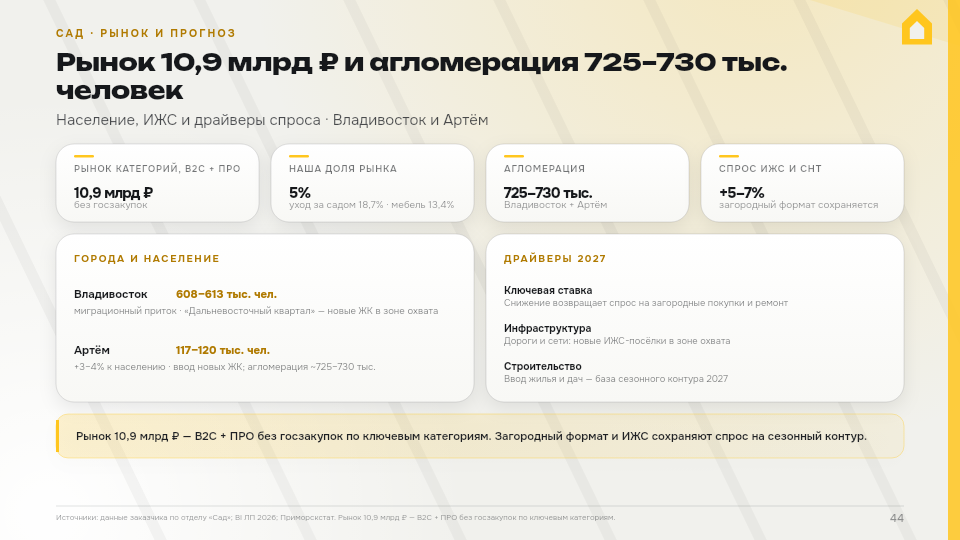 САД · РЫНОК И ПРОГНОЗ
Рынок 10,9 млрд ₽ и агломерация 725–730 тыс.
человек
Население, ИЖС и драйверы спроса · Владивосток и Артём
РЫНОК КАТЕГОРИЙ, B2C + ПРО
10,9 млрд ₽
без госзакупок
НАША ДОЛЯ РЫНКА
5%
уход за садом 18,7% · мебель 13,4%
АГЛОМЕРАЦИЯ
725–730 тыс.
Владивосток + Артём
СПРОС ИЖС И СНТ
+5–7%
загородный формат сохраняется
ГОРОДА И НАСЕЛЕНИЕ
Владивосток 608–613 тыс. чел.
миграционный приток · «Дальневосточный квартал» — новые ЖК в зоне охвата
Артём 117–120 тыс. чел.
+3–4% к населению · ввод новых ЖК; агломерация ~725–730 тыс.
ДРАЙВЕРЫ 2027
Ключевая ставка
Снижение возвращает спрос на загородные покупки и ремонт
Инфраструктура
Дороги и сети: новые ИЖС-посёлки в зоне охвата
Строительство
Ввод жилья и дач — база сезонного контура 2027
Рынок 10,9 млрд ₽ — B2C + ПРО без госзакупок по ключевым категориям. Загородный формат и ИЖС сохраняют спрос на сезонный контур.
Источники: данные заказчика по отделу «Сад»; BI ЛП 2026; Приморскстат. Рынок 10,9 млрд ₽ — B2C + ПРО без госзакупок по ключевым категориям.
44